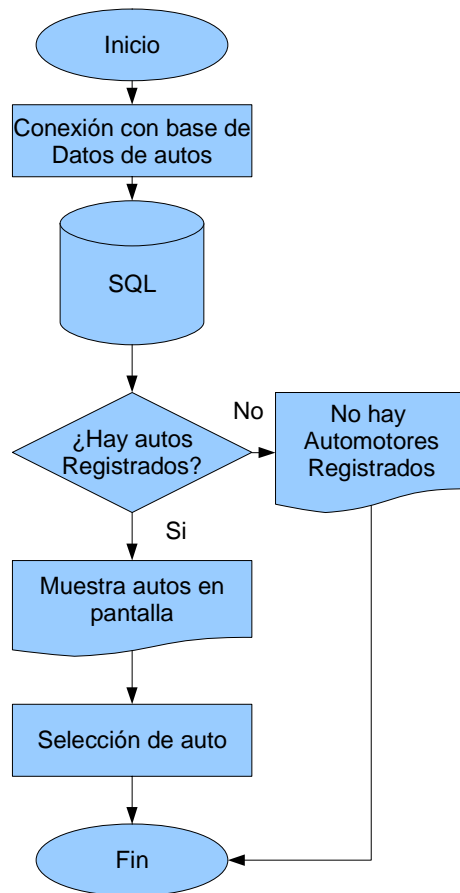 Inicio
Conexión con base de
Datos de autos
SQL
¿Hay autos
Registrados?
No
No hay
Automotores
Registrados
Si
Muestra autos en
pantalla
Selección de auto
Fin